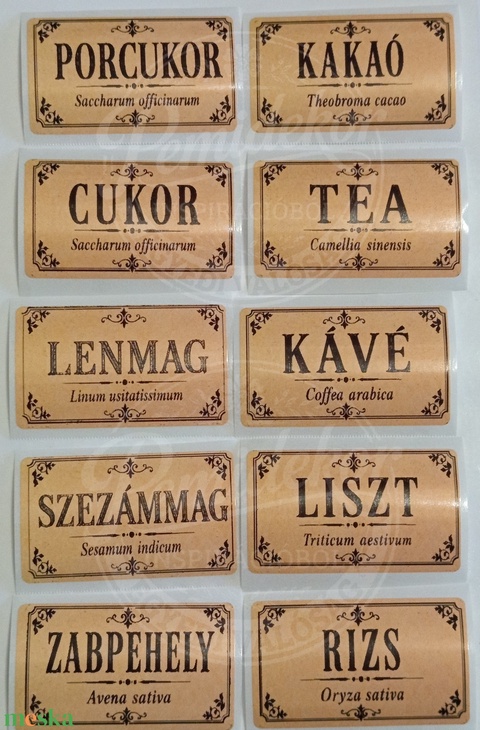 PORCUKOR
Saccharum officinarum
KAKAÓ
Theobroma cacao
CUKOR
Saccharum officinarum
TEA
Camellia sinensis
LENMAG
Linum usitatissimum
KÁVÉ
Coffea arabica
SZEZÁMMAG
Sesamum indicum
LISZT
Triticum aestivum
ZABPEHELY
Avena sativa
RIZS
Oryza sativa
meska